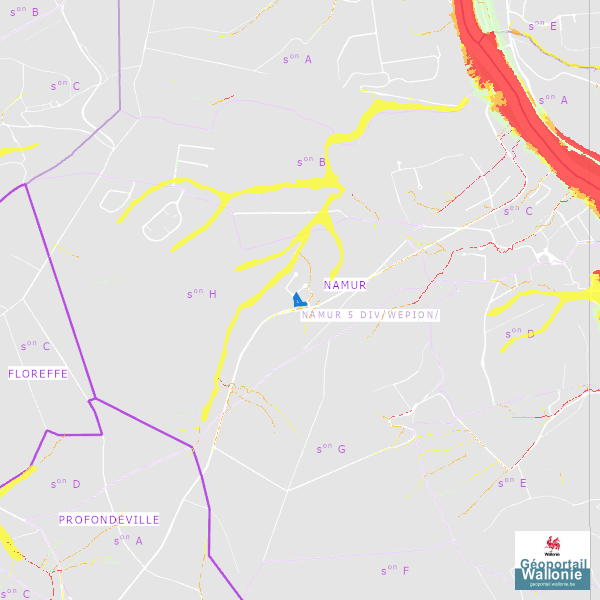 sᵒⁿ B
sᵒⁿ E
sᵒⁿ A
sᵒⁿ C
sᵒⁿ A
sᵒⁿ B
sᵒⁿ C
NAMUR
sᵒⁿ H
NAMUR 5 DIV/WEPION/
sᵒⁿ D
sᵒⁿ C
FLOREFFE
sᵒⁿ G
sᵒⁿ D
sᵒⁿ E
PROFONDEVILLE
sᵒⁿ A
sᵒⁿ F
sᵒⁿ C
Wallonie
Géoportail
Wallonie
geoportail.wallonie.be